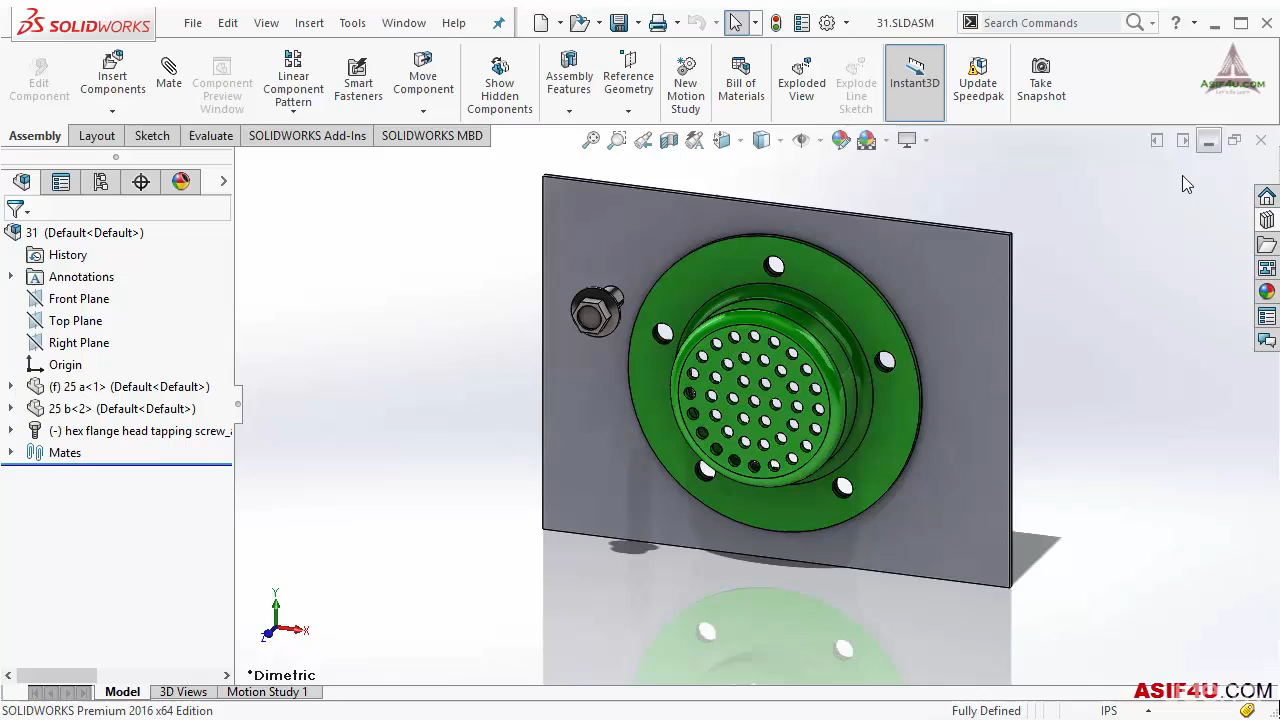 SOLIDWORKS
File Edit View Insert Tools Window Help
31.SLDASM
Search Commands
?
Edit Component
Insert Components
Mate
Component Preview Window
Linear Component Pattern
Smart Fasteners
Move Component
Show Hidden Components
Assembly Features
Reference Geometry
New Motion Study
Bill of Materials
Exploded View
Explode Line Sketch
Instant3D
Update Speedpak
Take Snapshot
ASIF4U.COM
Assembly Layout Sketch Evaluate SOLIDWORKS Add-Ins SOLIDWORKS MBD
31 (Default<Default>)
History
Annotations
Front Plane
Top Plane
Right Plane
Origin
(f) 25 a<1> (Default<Default>)
25 b<2> (Default<Default>)
(-) hex flange head tapping screw_a
Mates
Y
X
Z
*Dimetric
Model 3D Views Motion Study 1
ASIF4U.COM
SOLIDWORKS Premium 2016 x64 Edition
Fully Defined
IPS